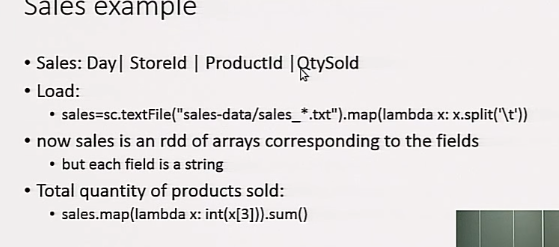 Sales example
• Sales: Day| StoreId | ProductId |QtySold
• Load:
• sales=sc.textFile("sales-data/sales_*.txt").map(lambda x: x.split('\t'))
• now sales is an rdd of arrays corresponding to the fields
• but each field is a string
• Total quantity of products sold:
• sales.map(lambda x: int(x[3])).sum()